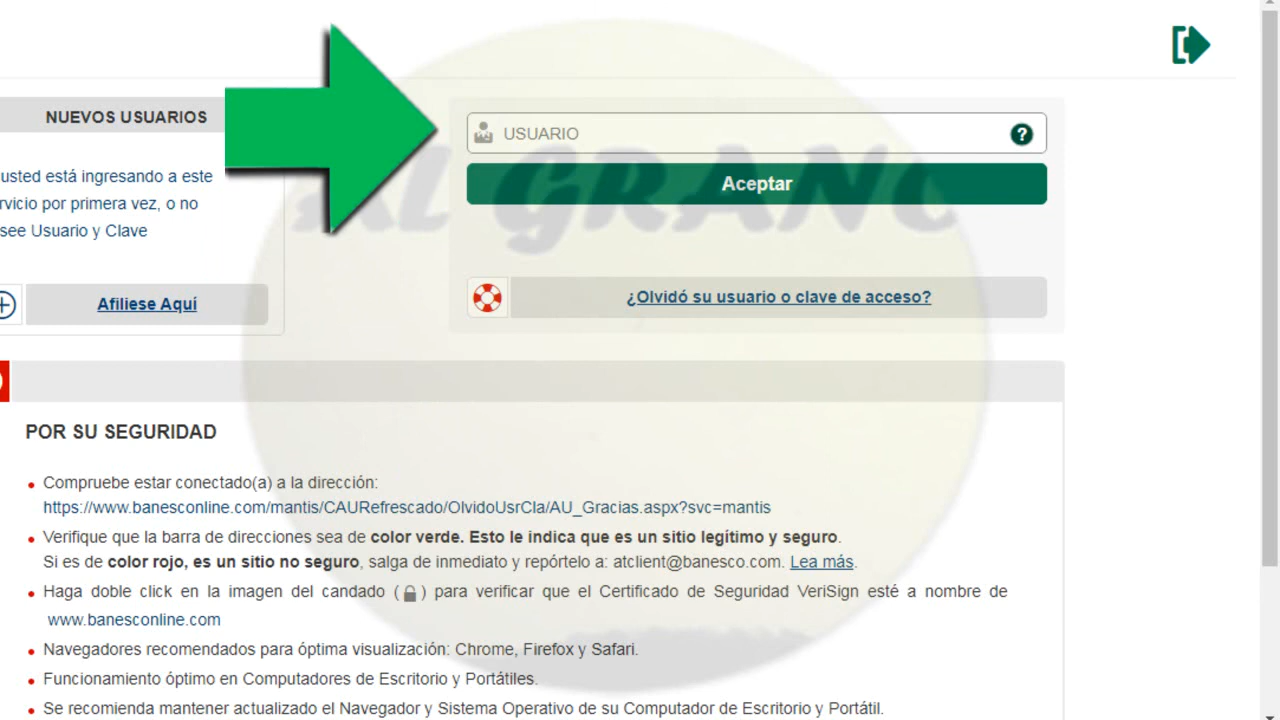 NUEVOS USUARIOS
usted está ingresando a este
rvicio por primera vez, o no
see Usuario y Clave
Afiliese Aquí
USUARIO
?
Aceptar
¿Olvidó su usuario o clave de acceso?
AL GRANO
POR SU SEGURIDAD
Compruebe estar conectado(a) a la dirección:
https://www.banesconline.com/mantis/CAURefrescado/OlvidoUsrCla/AU_Gracias.aspx?svc=mantis
Verifique que la barra de direcciones sea de color verde. Esto le indica que es un sitio legítimo y seguro.
Si es de color rojo, es un sitio no seguro, salga de inmediato y repórtelo a: atclient@banesco.com. Lea más.
Haga doble click en la imagen del candado ( ) para verificar que el Certificado de Seguridad VeriSign esté a nombre de
www.banesconline.com
Navegadores recomendados para óptima visualización: Chrome, Firefox y Safari.
Funcionamiento óptimo en Computadores de Escritorio y Portátiles.
Se recomienda mantener actualizado el Navegador y Sistema Operativo de su Computador de Escritorio y Portátil.